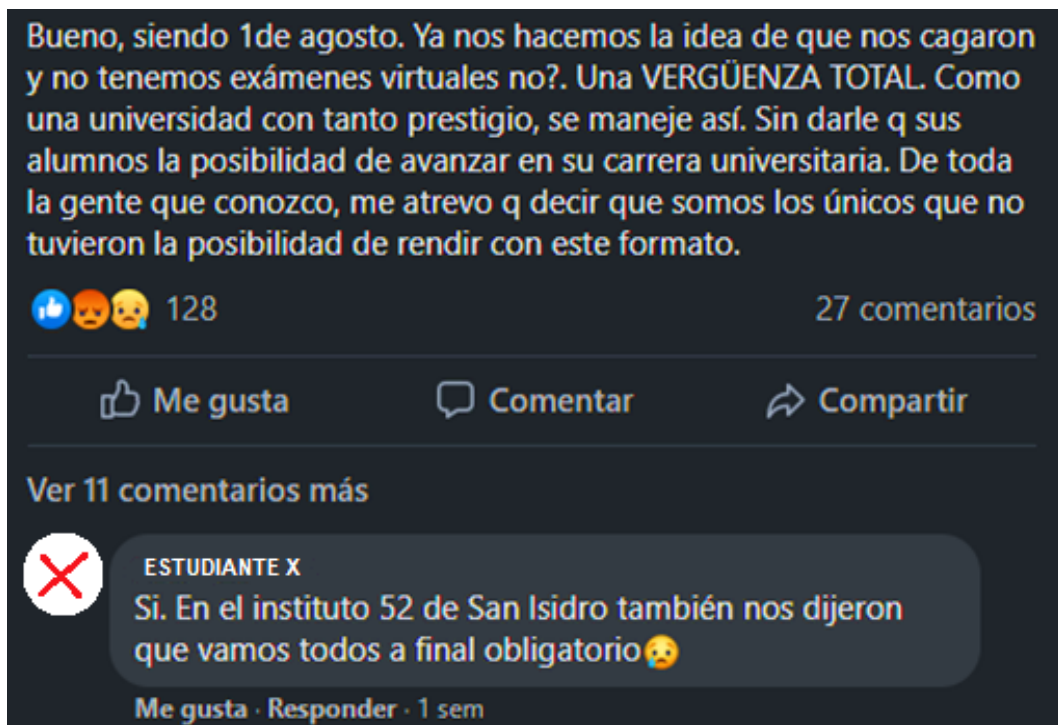 Bueno, siendo 1de agosto. Ya nos hacemos la idea de que nos cagaron
y no tenemos exámenes virtuales no?. Una VERGÜENZA TOTAL. Como
una universidad con tanto prestigio, se maneje así. Sin darle q sus
alumnos la posibilidad de avanzar en su carrera universitaria. De toda
la gente que conozco, me atrevo q decir que somos los únicos que no
tuvieron la posibilidad de rendir con este formato.
128
27 comentarios
Me gusta
Comentar
Compartir
Ver 11 comentarios más
ESTUDIANTE X
Si. En el instituto 52 de San Isidro también nos dijeron
que vamos todos a final obligatorio😥
Me gusta · Responder · 1 sem